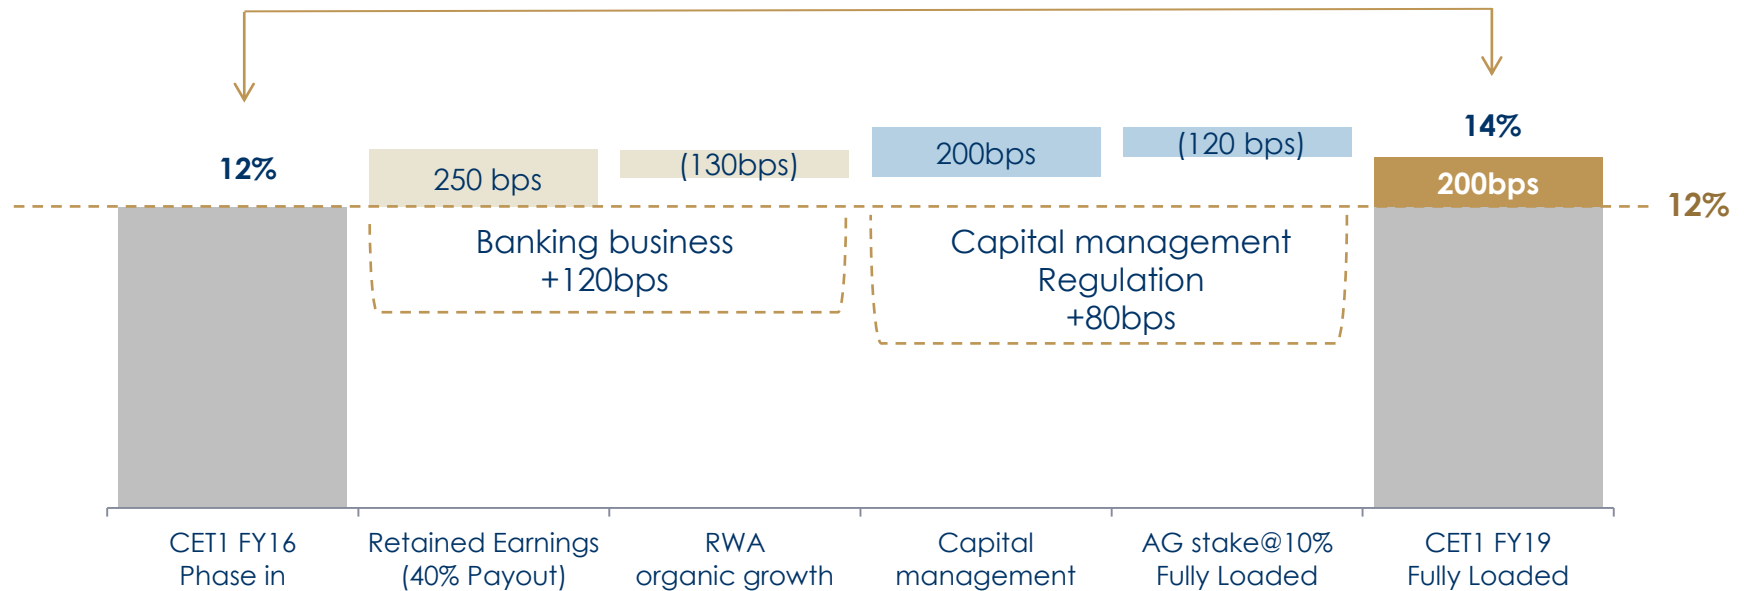 12%
250 bps
(130bps)
200bps
(120 bps)
14%
200bps
12%
Banking business
+120bps
Capital management
Regulation
+80bps
CET1 FY16
Phase in
Retained Earnings
(40% Payout)
RWA
organic growth
Capital
management
AG stake@10%
Fully Loaded
CET1 FY19
Fully Loaded